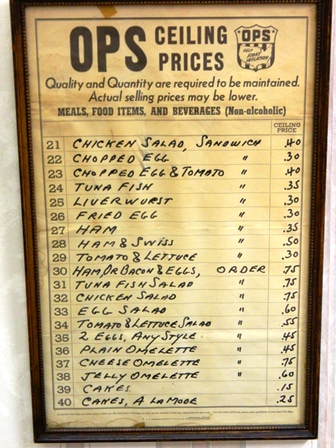 OPS CEILING PRICES OPS HELP FIGHT INFLATION
Quality and Quantity are required to be maintained.
Actual selling prices may be lower.
MEALS, FOOD ITEMS, AND BEVERAGES (Non-alcoholic)
CEILING PRICE
21 CHICKEN SALAD, SANDWICH .40
22 CHOPPED EGG " .30
23 CHOPPED EGG & TOMATO " .40
24 TUNA FISH " .35
25 LIVERWURST " .30
26 FRIED EGG " .30
27 HAM " .35
28 HAM & SWISS " .50
29 TOMATO & LETTUCE " .30
30 HAM OR BACON & EGGS, ORDER .75
31 TUNA FISH SALAD " .75
32 CHICKEN SALAD " .75
33 EGG SALAD " .60
34 TOMATO & LETTUCE SALAD " .55
35 2 EGGS, ANY STYLE " .45
36 PLAIN OMELETTE " .45
37 CHEESE OMELETTE " .75
38 JELLY OMELETTE " .60
39 CAKES .15
40 CAKES, A LA MODE .25